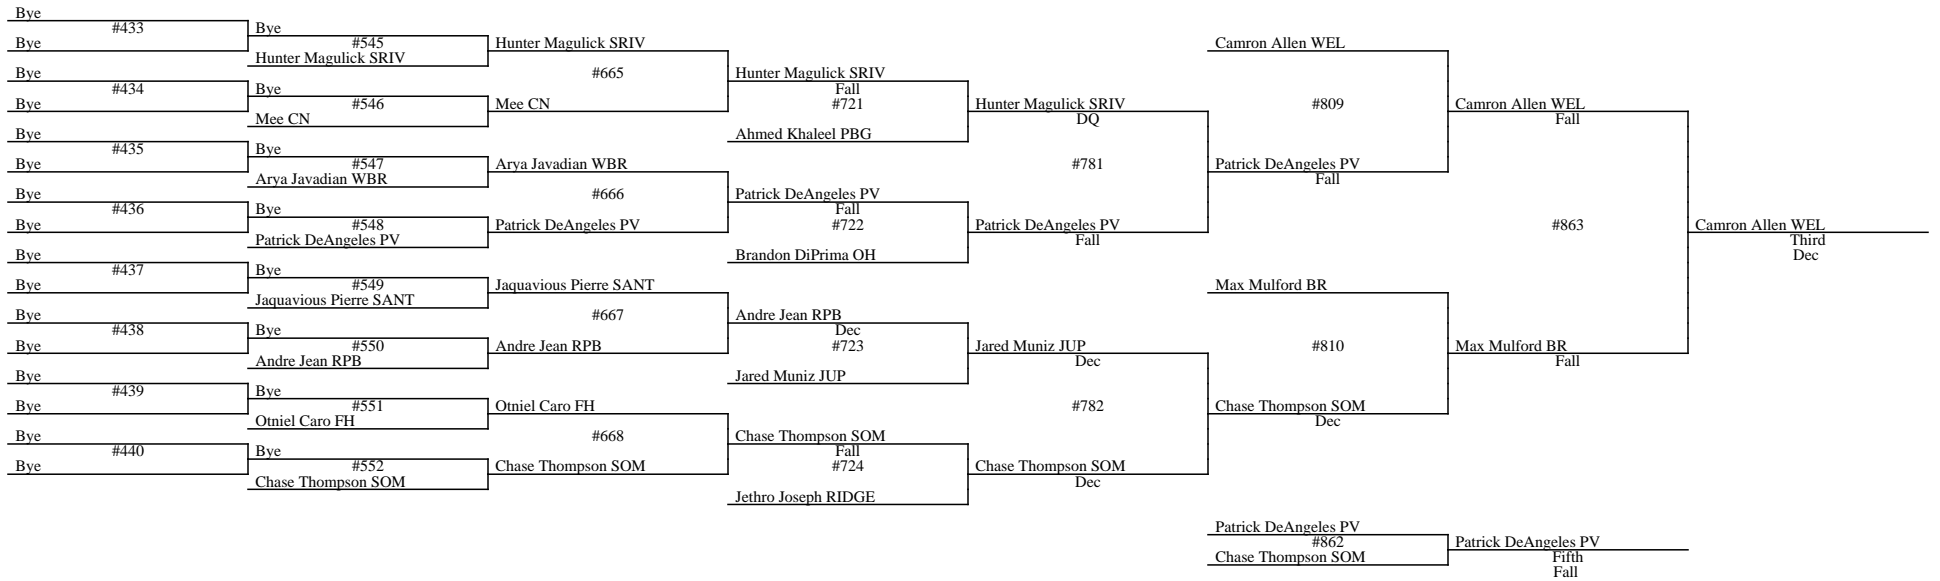 Bye
#433
Bye
Bye
#434
Bye
Bye
#435
Bye
Bye
#436
Bye
Bye
#437
Bye
Bye
#438
Bye
Bye
#439
Bye
Bye
#440
Bye
Bye
#545
Hunter Magulick SRIV
Bye
#546
Mee CN
Bye
#547
Arya Javadian WBR
Bye
#548
Patrick DeAngeles PV
Bye
#549
Jaquavious Pierre SANT
Bye
#550
Andre Jean RPB
Bye
#551
Otniel Caro FH
Bye
#552
Chase Thompson SOM
Hunter Magulick SRIV
#665
Mee CN
Arya Javadian WBR
#666
Patrick DeAngeles PV
Jaquavious Pierre SANT
#667
Andre Jean RPB
Otniel Caro FH
#668
Chase Thompson SOM
Hunter Magulick SRIV
Fall
#721
Ahmed Khaleel PBG
Patrick DeAngeles PV
Fall
#722
Brandon DiPrima OH
Andre Jean RPB
Dec
#723
Jared Muniz JUP
Chase Thompson SOM
Fall
#724
Jethro Joseph RIDGE
Hunter Magulick SRIV
DQ
#781
Patrick DeAngeles PV
Fall
Jared Muniz JUP
Dec
#782
Chase Thompson SOM
Dec
Camron Allen WEL
#809
Patrick DeAngeles PV
Fall
Max Mulford BR
#810
Chase Thompson SOM
Dec
Patrick DeAngeles PV
#862
Chase Thompson SOM
Camron Allen WEL
Fall
#863
Max Mulford BR
Fall
Patrick DeAngeles PV
Fifth
Fall
Camron Allen WEL
Third
Dec